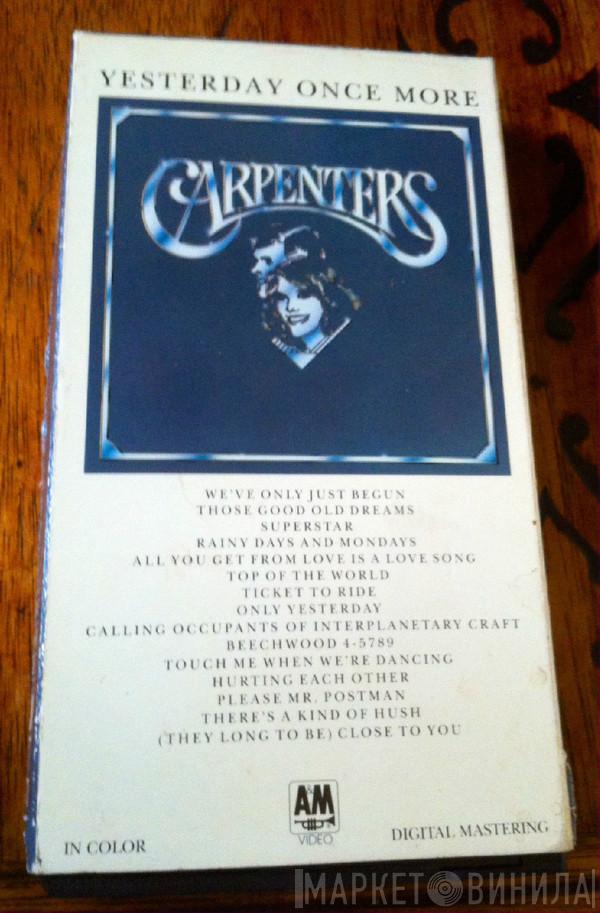 YESTERDAY ONCE MORE
CARPENTERS
WE'VE ONLY JUST BEGUN
THOSE GOOD OLD DREAMS
SUPERSTAR
RAINY DAYS AND MONDAYS
ALL YOU GET FROM LOVE IS A LOVE SONG
TOP OF THE WORLD
TICKET TO RIDE
ONLY YESTERDAY
CALLING OCCUPANTS OF INTERPLANETARY CRAFT
BEECHWOOD 4-5789
TOUCH ME WHEN WE'RE DANCING
HURTING EACH OTHER
PLEASE MR. POSTMAN
THERE'S A KIND OF HUSH
(THEY LONG TO BE) CLOSE TO YOU
A&M
VIDEO
IN COLOR
DIGITAL MASTERING
МАРКЕТ ВИНИЛА